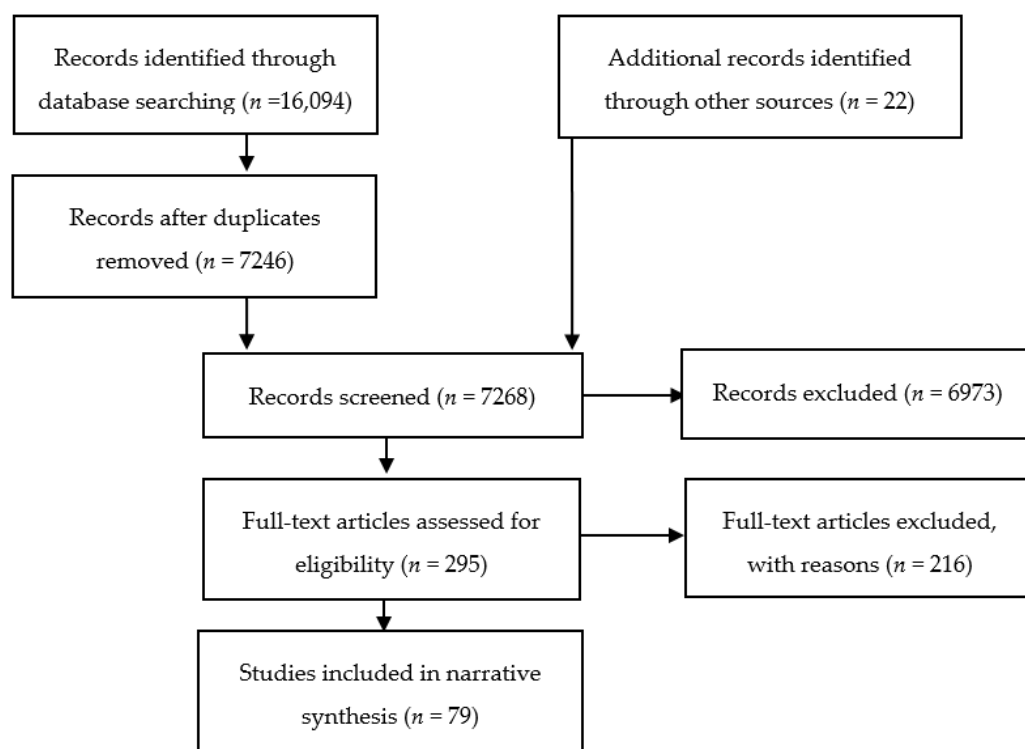 Records identified through
database searching (n =16,094)
Additional records identified
through other sources (n = 22)
Records after duplicates
removed (n = 7246)
Records screened (n = 7268)
Records excluded (n = 6973)
Full-text articles assessed for
eligibility (n = 295)
Full-text articles excluded,
with reasons (n = 216)
Studies included in narrative
synthesis (n = 79)